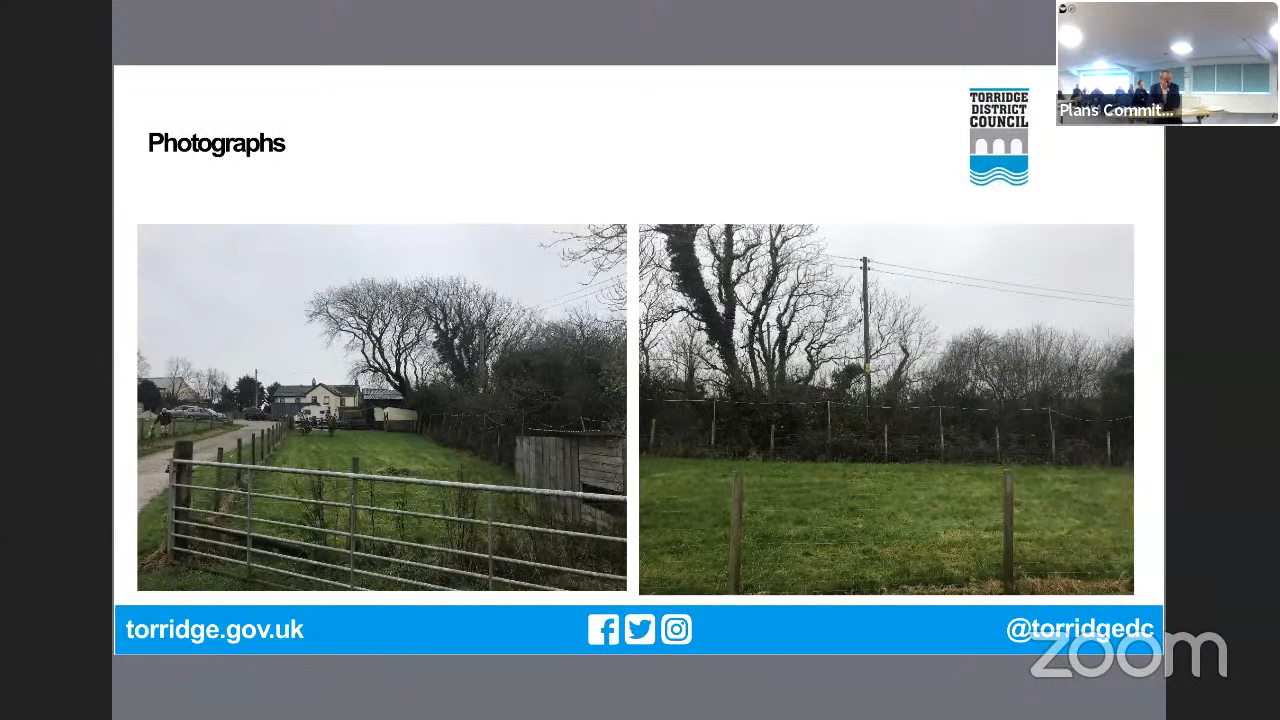 Photographs
TORRIDGE
DISTRICT
COUNCIL
Plans Commit...
torridge.gov.uk
@torridgedc
zoom